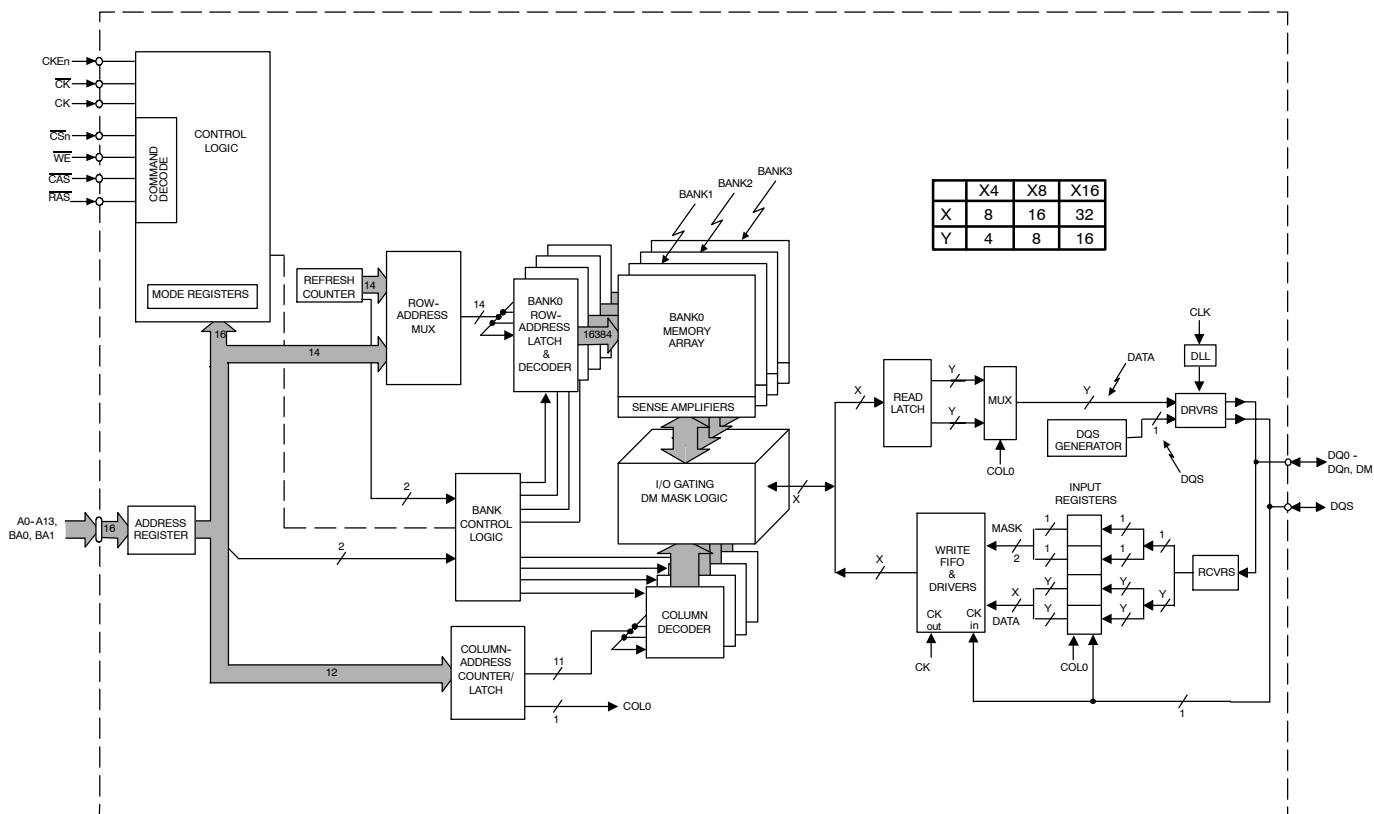 CKEn
CK
CK
CSn
WE
CAS
RAS
CONTROL
LOGIC
COMMAND
DECODE
MODE REGISTERS
16
REFRESH
COUNTER
14
14
ROW-
ADDRESS
MUX
14
BANK0
ROW-
ADDRESS
LATCH
&
DECODER
16384
BANK1
BANK2
BANK3
BANK0
MEMORY
ARRAY
SENSE AMPLIFIERS
X4 X8 X16
X 8 16 32
Y 4 8 16
I/O GATING
DM MASK LOGIC
X
A0-A13,
BA0, BA1
16
ADDRESS
REGISTER
2
2
BANK
CONTROL
LOGIC
COLUMN
DECODER
12
COLUMN-
ADDRESS
COUNTER/
LATCH
11
1
COL0
X
READ
LATCH
Y
Y
MUX
COL0
DATA
Y
CLK
DLL
DRVRS
DQS
GENERATOR
1
DQS
DQ0 -
DQn, DM
DQS
X
WRITE
FIFO
&
DRIVERS
CK
out
CK
in
CK
MASK
2
X
DATA
INPUT
REGISTERS
1
1
Y
Y
1
1
Y
Y
1
Y
RCVRS
COL0
1